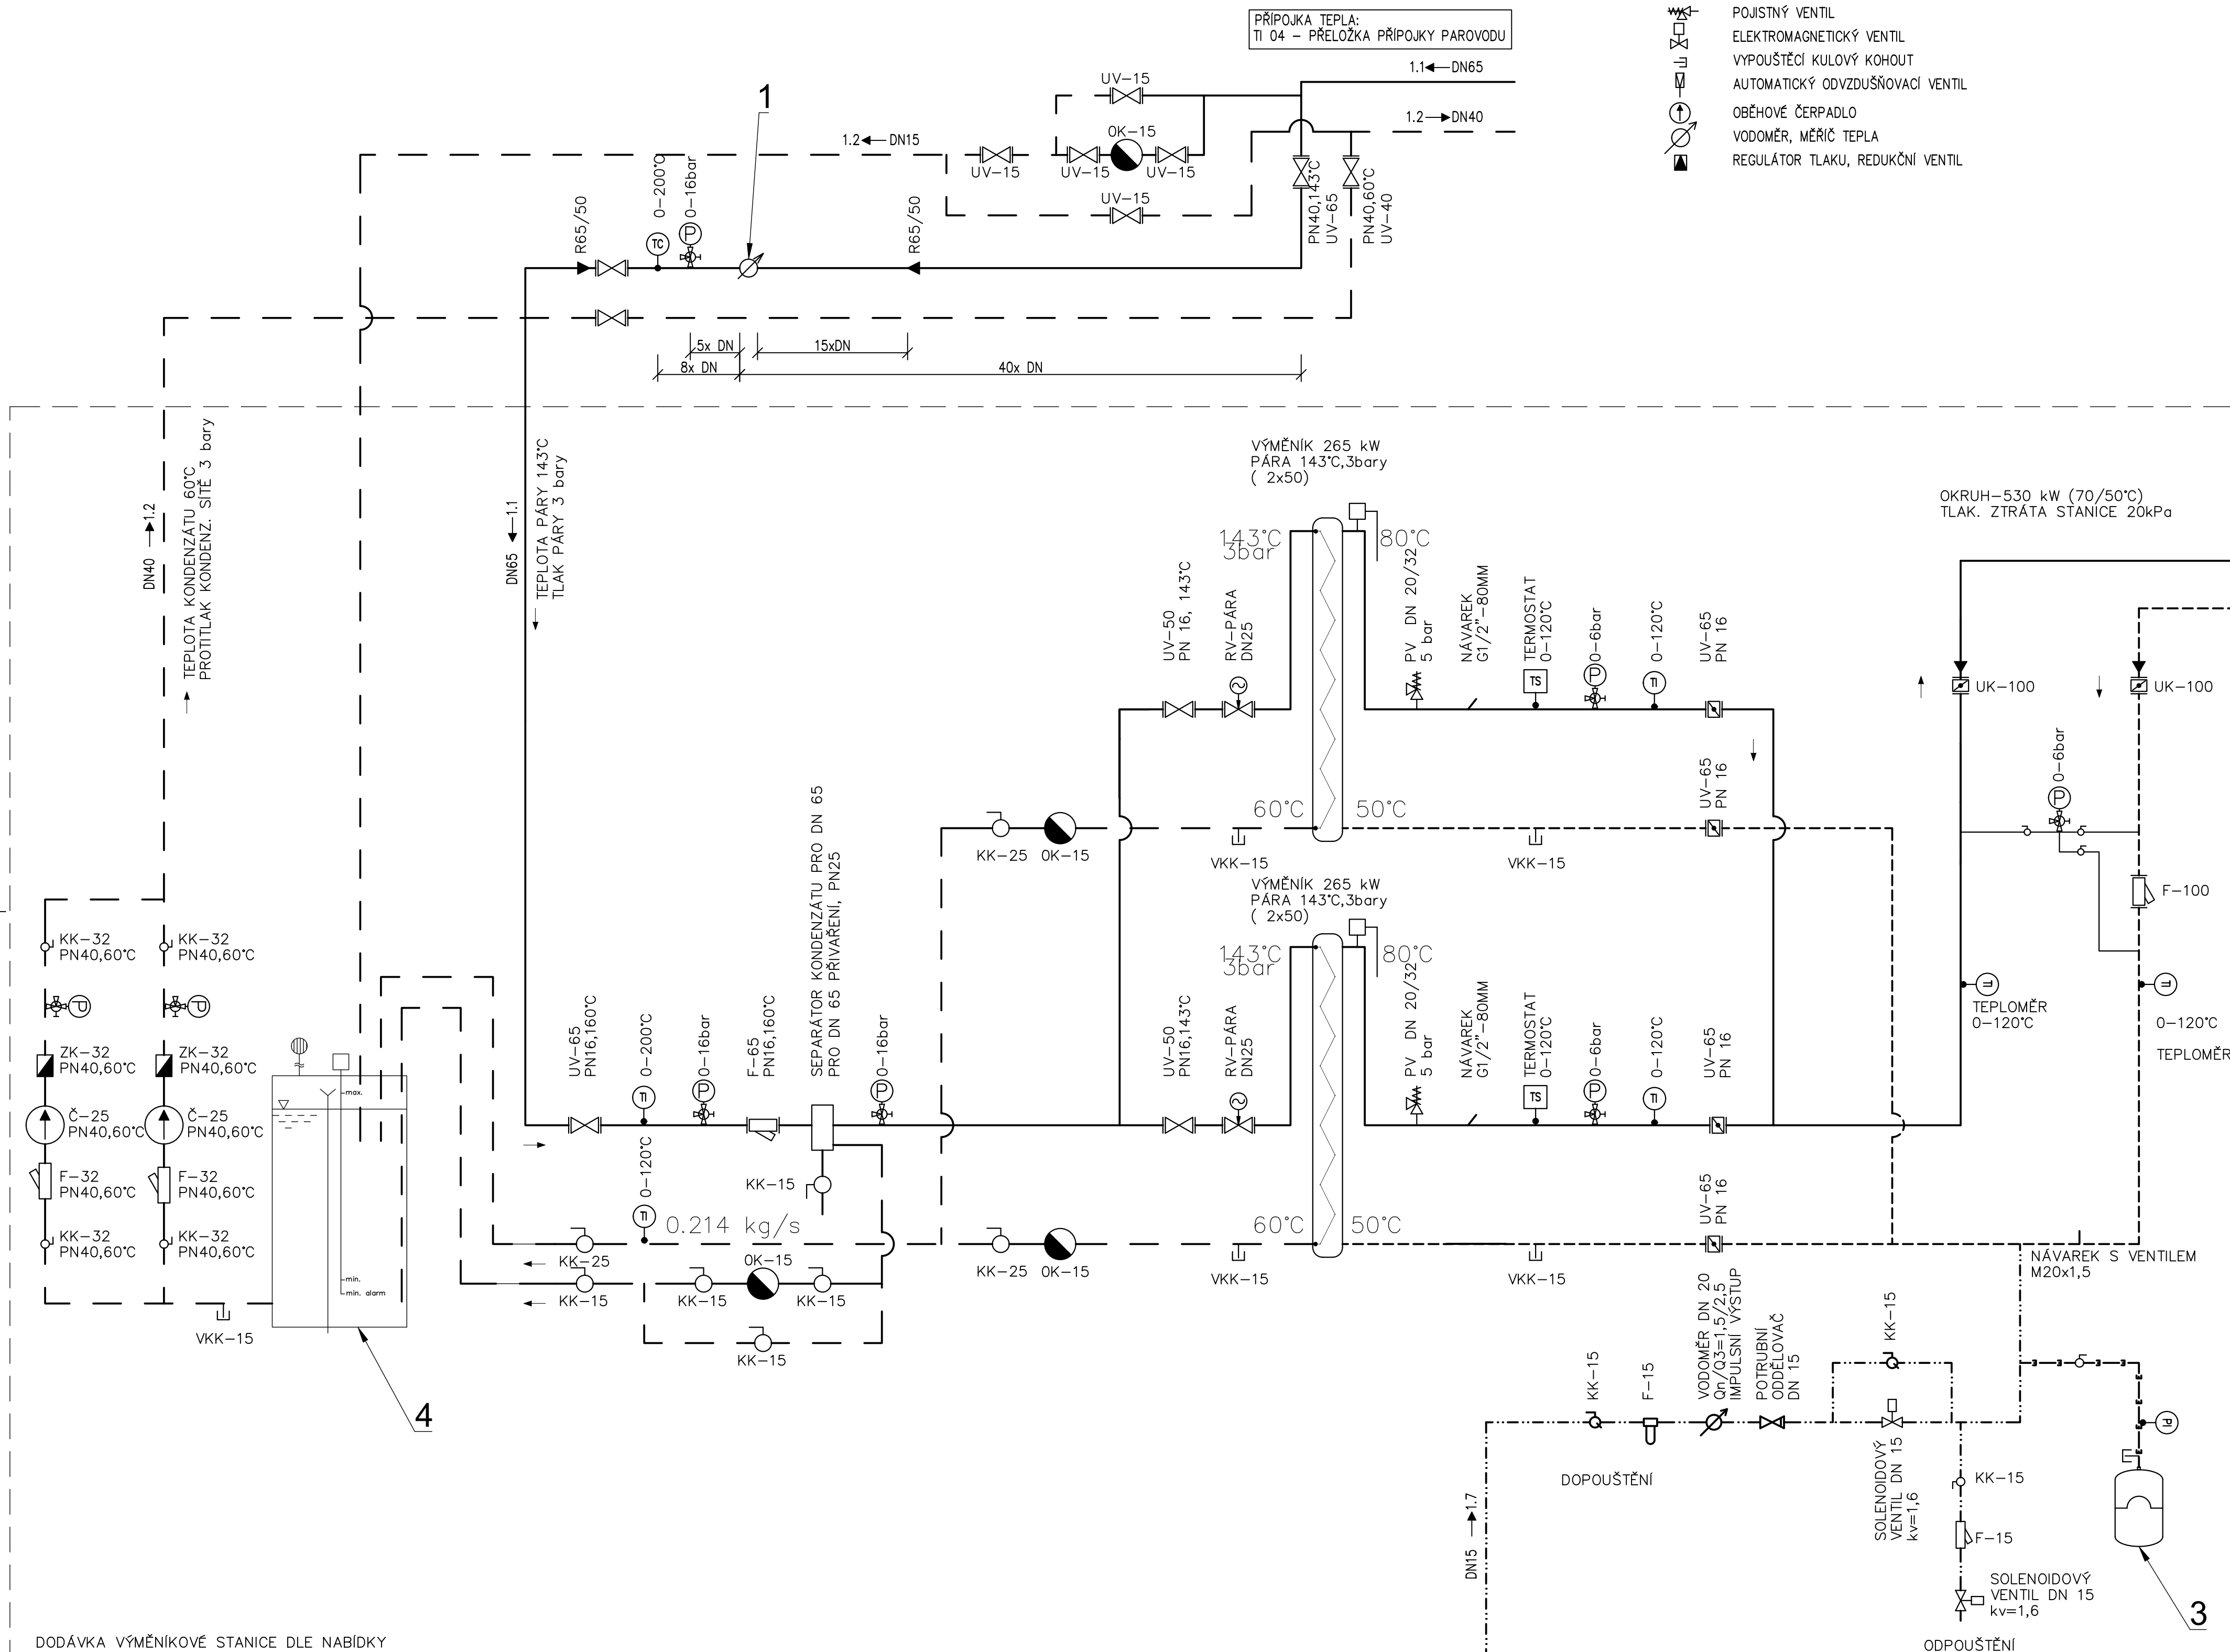 PŘÍPOJKA TEPLA:
TI 04 – PŘELOŽKA PŘÍPOJKY PAROVODU
POJISTNÝ VENTIL
ELEKTROMAGNETICKÝ VENTIL
VYPOUŠTĚCÍ KULOVÝ KOHOUT
AUTOMATICKÝ ODVZDUŠŇOVACÍ VENTIL
OBĚHOVÉ ČERPADLO
VODOMĚR, MĚŘIČ TEPLA
REGULÁTOR TLAKU, REDUKČNÍ VENTIL
1.1 DN65
1.2 DN40
1
UV-15
OK-15
1.2 DN15
UV-15
UV-15
UV-15
UV-15
PN40,143°C
UV-65
PN40,60°C
UV-40
R65/50
0-200°C
TC
0-16bar
P
R65/50
5x DN
15xDN
8x DN
40x DN
DN40 1.2
TEPLOTA KONDENZÁTU 60°C
PROTITLAK KONDENZ. SÍTĚ 3 bary
DN65 1.1
TEPLOTA PÁRY 143°C
TLAK PÁRY 3 bary
VÝMĚNÍK 265 kW
PÁRA 143°C,3bary
( 2x50)
143°C
3bar
80°C
UV-50
PN 16, 143°C
RV-PÁRA
DN25
PV DN 20/32
5 bar
NÁVAREK
G1/2"-80MM
TERMOSTAT
0-120°C
TS
0-6bar
P
0-120°C
TI
UV-65
PN 16
UV-65
PN 16
60°C
50°C
KK-25
OK-15
VKK-15
VKK-15
OKRUH-530 kW (70/50°C)
TLAK. ZTRÁTA STANICE 20kPa
UK-100
UK-100
0-6bar
P
F-100
TI
TEPLOMĚR
0-120°C
TI
0-120°C
TEPLOMĚR
VÝMĚNÍK 265 kW
PÁRA 143°C,3bary
( 2x50)
143°C
3bar
80°C
UV-50
PN16,143°C
RV-PÁRA
DN25
PV DN 20/32
5 bar
NÁVAREK
G1/2"-80MM
TERMOSTAT
0-120°C
TS
0-6bar
P
0-120°C
TI
UV-65
PN 16
UV-65
PN 16
60°C
50°C
KK-25
OK-15
VKK-15
VKK-15
NÁVAREK S VENTILEM
M20x1,5
KK-32
PN40,60°C
KK-32
PN40,60°C
P
P
ZK-32
PN40,60°C
ZK-32
PN40,60°C
Č-25
PN40,60°C
Č-25
PN40,60°C
F-32
PN40,60°C
F-32
PN40,60°C
KK-32
PN40,60°C
KK-32
PN40,60°C
VKK-15
max.
min.
min. alarm
4
UV-65
PN16,160°C
0-200°C
TI
0-16bar
P
F-65
PN16,160°C
SEPARÁTOR KONDENZÁTU PRO DN 65
PRO DN 65 PŘIVAŘENÍ, PN25
0-16bar
P
0-120°C
TI
0.214 kg/s
KK-15
KK-25
OK-15
KK-15
KK-15
KK-15
KK-15
KK-15
F-15
VODOMĚR DN 20
Qn/Q3=1,5/2,5
IMPULSNÍ VÝSTUP
POTRUBNÍ
ODDĚLOVAČ
DN 15
KK-15
SOLENOIDOVÝ
VENTIL DN 15
kv=1,6
DOPOUŠTĚNÍ
DN15 1.7
KK-15
F-15
SOLENOIDOVÝ
VENTIL DN 15
kv=1,6
ODPOUŠTĚNÍ
PI
3
DODÁVKA VÝMĚNÍKOVÉ STANICE DLE NABÍDKY